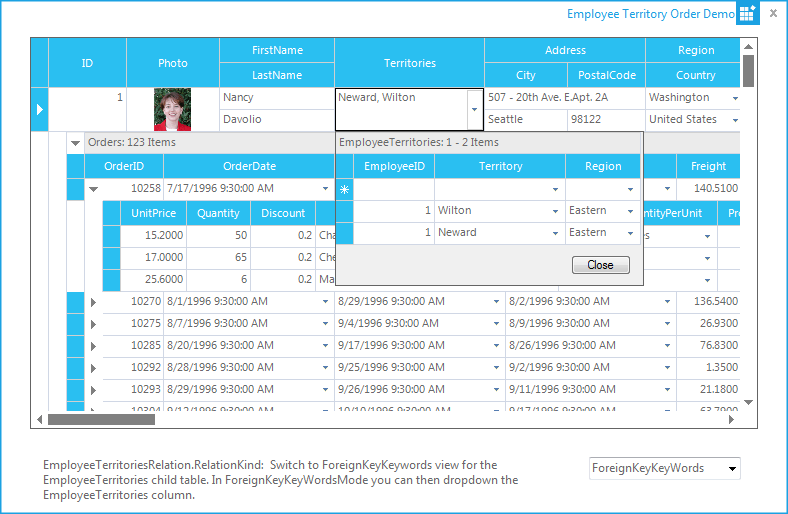 Employee Territory Order Demo
ID Photo FirstName LastName Territories Address City PostalCode Region Country
1 Nancy Neward, Wilton 507 - 20th Ave. E.Apt. 2A Washington
Davolio Seattle 98122 United States
Orders: 123 Items
EmployeeTerritories: 1 - 2 Items
OrderID OrderDate Freight
EmployeeID Territory Region
10258 7/17/1996 9:30:00 AM 140.5100
UnitPrice Quantity Discount ntityPerUnit Pr
1 Wilton Eastern
15.2000 50 0.2 Cha es
1 Neward Eastern
17.0000 65 0.2 Che
25.6000 6 0.2 Ma
Close
10270 8/1/1996 9:30:00 AM 8/29/1996 9:30:00 AM 8/2/1996 9:30:00 AM 136.5400
10275 8/7/1996 9:30:00 AM 9/4/1996 9:30:00 AM 8/9/1996 9:30:00 AM 26.9300
10285 8/20/1996 9:30:00 AM 9/17/1996 9:30:00 AM 8/26/1996 9:30:00 AM 76.8300
10292 8/28/1996 9:30:00 AM 9/25/1996 9:30:00 AM 9/2/1996 9:30:00 AM 1.3500
10293 8/29/1996 9:30:00 AM 9/26/1996 9:30:00 AM 9/11/1996 9:30:00 AM 21.1800
10304 9/12/1996 9:30:00 AM 10/10/1996 9:30:00 AM 9/17/1996 9:30:00 AM 63.7900
EmployeeTerritoriesRelation.RelationKind: Switch to ForeignKeyKeywords view for the
EmployeeTerritories child table. In ForeignKeyKeyWordsMode you can then dropdown the
EmployeeTerritories column.
ForeignKeyKeyWords